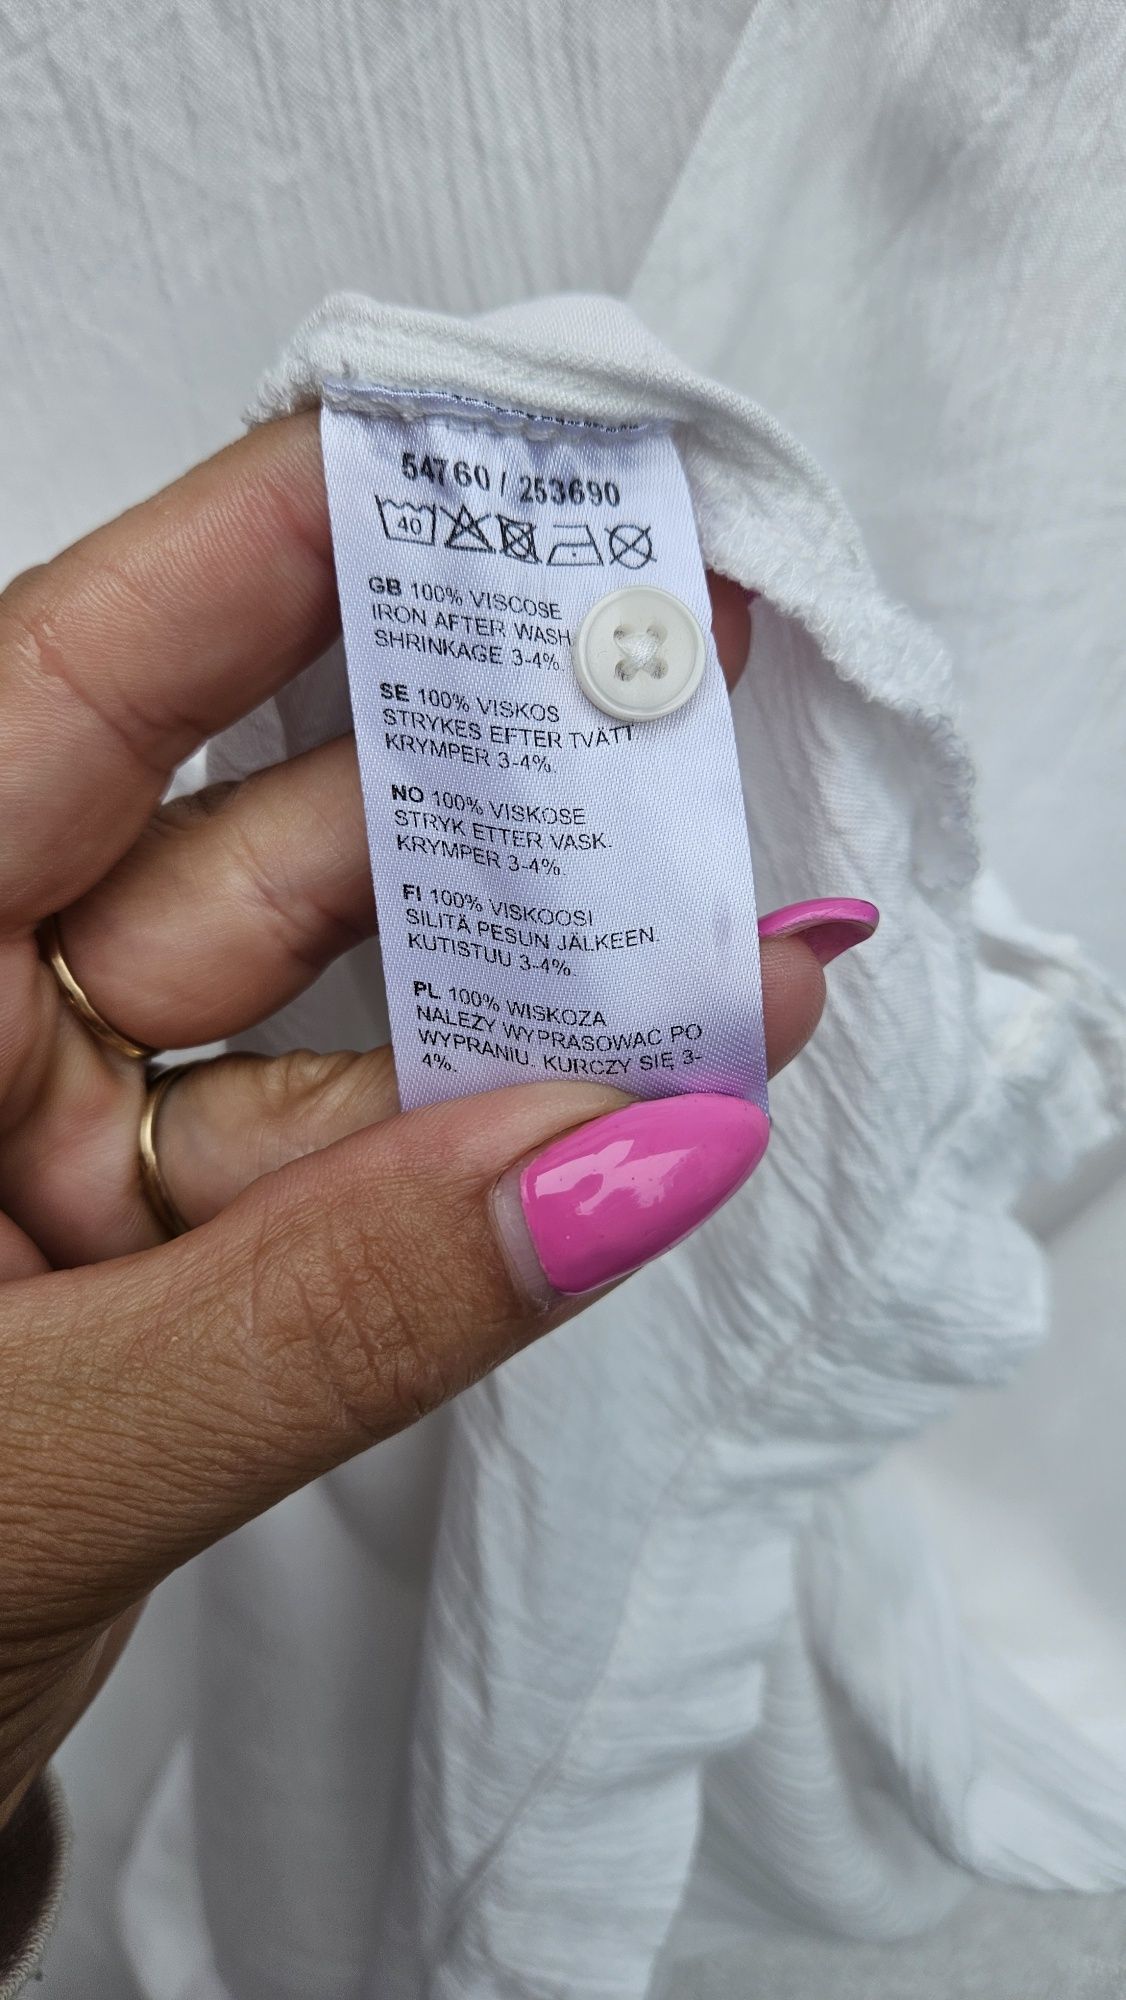 54760 / 253690
40
GB 100% VISCOSE
IRON AFTER WASH
SHRINKAGE 3-4%.
SE 100% VISKOS
STRYKES EFTER TVÄTT
KRYMPER 3-4%.
NO 100% VISKOSE
STRYK ETTER VASK.
KRYMPER 3-4%.
FI 100% VISKOOSI
SILITÄ PESUN JÄLKEEN.
KUTISTUU 3-4%.
PL 100% WISKOZA
NALEŻY WYPRASOWAĆ PO
WYPRANIU. KURCZY SIĘ 3-
4%.